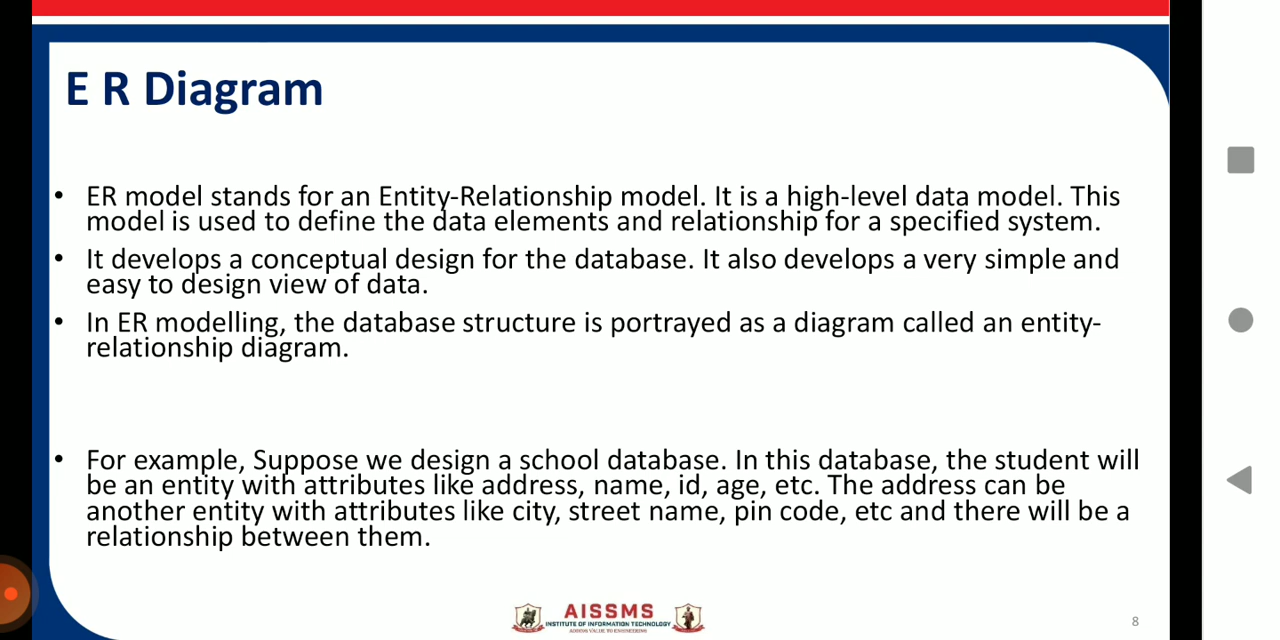 E R Diagram
• ER model stands for an Entity-Relationship model. It is a high-level data model. This
model is used to define the data elements and relationship for a specified system.
• It develops a conceptual design for the database. It also develops a very simple and
easy to design view of data.
• In ER modelling, the database structure is portrayed as a diagram called an entity-
relationship diagram.
• For example, Suppose we design a school database. In this database, the student will
be an entity with attributes like address, name, id, age, etc. The address can be
another entity with attributes like city, street name, pin code, etc and there will be a
relationship between them.
AISSMS
INSTITUTE OF INFORMATION TECHNOLOGY
ADDING VALUE TO ENGINEERING
8